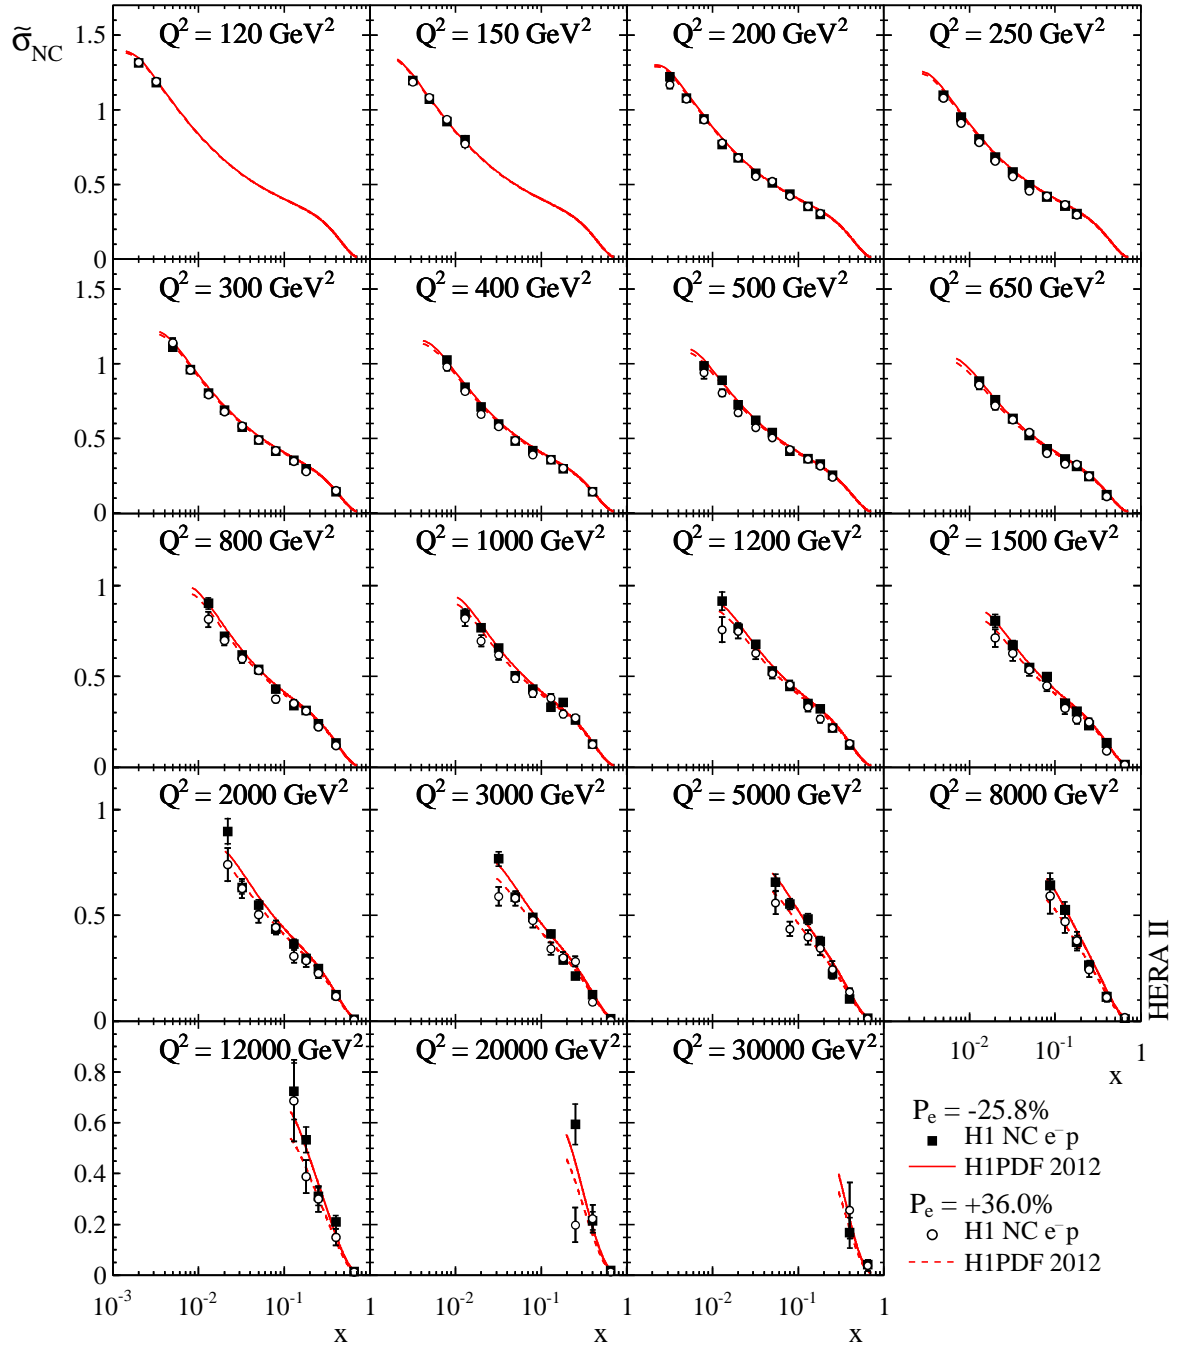 σ̃NC
Q² = 120 GeV²
Q² = 150 GeV²
Q² = 200 GeV²
Q² = 250 GeV²
1.5
1
0.5
0
Q² = 300 GeV²
Q² = 400 GeV²
Q² = 500 GeV²
Q² = 650 GeV²
1.5
1
0.5
0
Q² = 800 GeV²
Q² = 1000 GeV²
Q² = 1200 GeV²
Q² = 1500 GeV²
1
0.5
0
Q² = 2000 GeV²
Q² = 3000 GeV²
Q² = 5000 GeV²
Q² = 8000 GeV²
1
0.5
0
HERA II
Q² = 12000 GeV²
Q² = 20000 GeV²
Q² = 30000 GeV²
10⁻² 10⁻¹ 1
x
0.8
0.6
0.4
0.2
0
Pe = -25.8%
H1 NC e⁻p
H1PDF 2012
Pe = +36.0%
H1 NC e⁻p
H1PDF 2012
10⁻³ 10⁻² 10⁻¹ 1
10⁻² 10⁻¹ 1
10⁻² 10⁻¹ 1
x
x
x